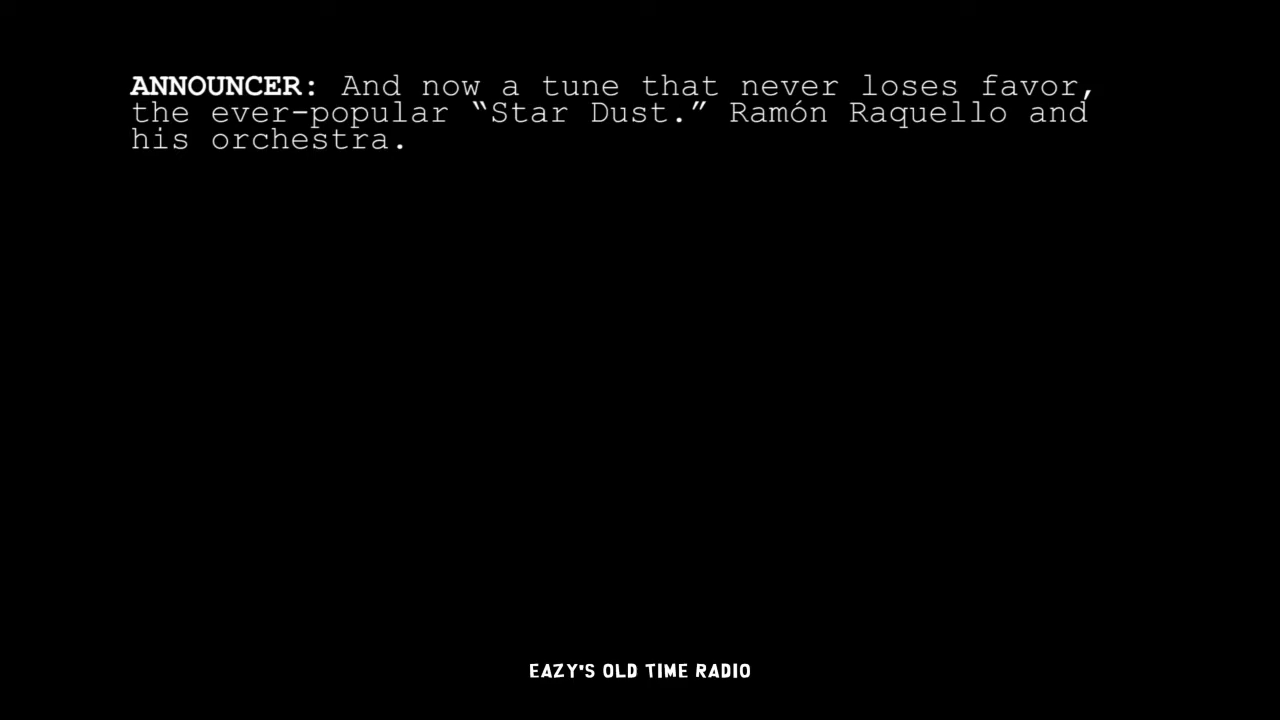 ANNOUNCER: And now a tune that never loses favor,
the ever-popular “Star Dust.” Ramón Raquello and
his orchestra.
EAZY'S OLD TIME RADIO